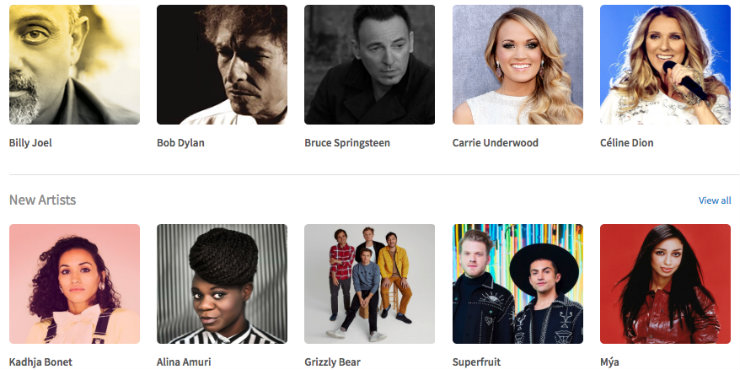 Billy Joel
Bob Dylan
Bruce Springsteen
Carrie Underwood
Céline Dion
New Artists
View all
Kadhja Bonet
Alina Amuri
Grizzly Bear
Superfruit
Mýa